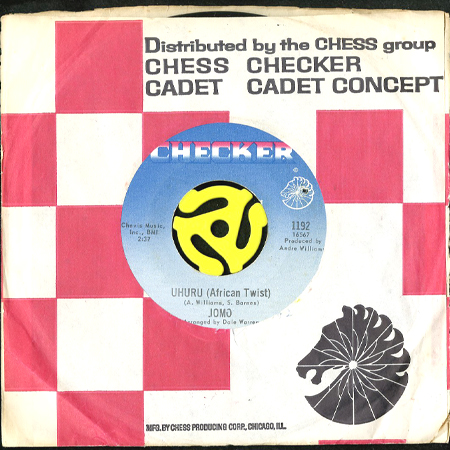 Distributed by the CHESS group
CHESS CHECKER
CADET CADET CONCEPT
CHECKER
Chevis Music,
Inc., BMI
2:37
1192
16567
Produced by
Andre Williams
UHURU (African Twist)
(A. Williams, S. Barnes)
JOMO
Arranged by Dale Warren
MFG. BY CHESS PRODUCING CORP., CHICAGO, ILL.